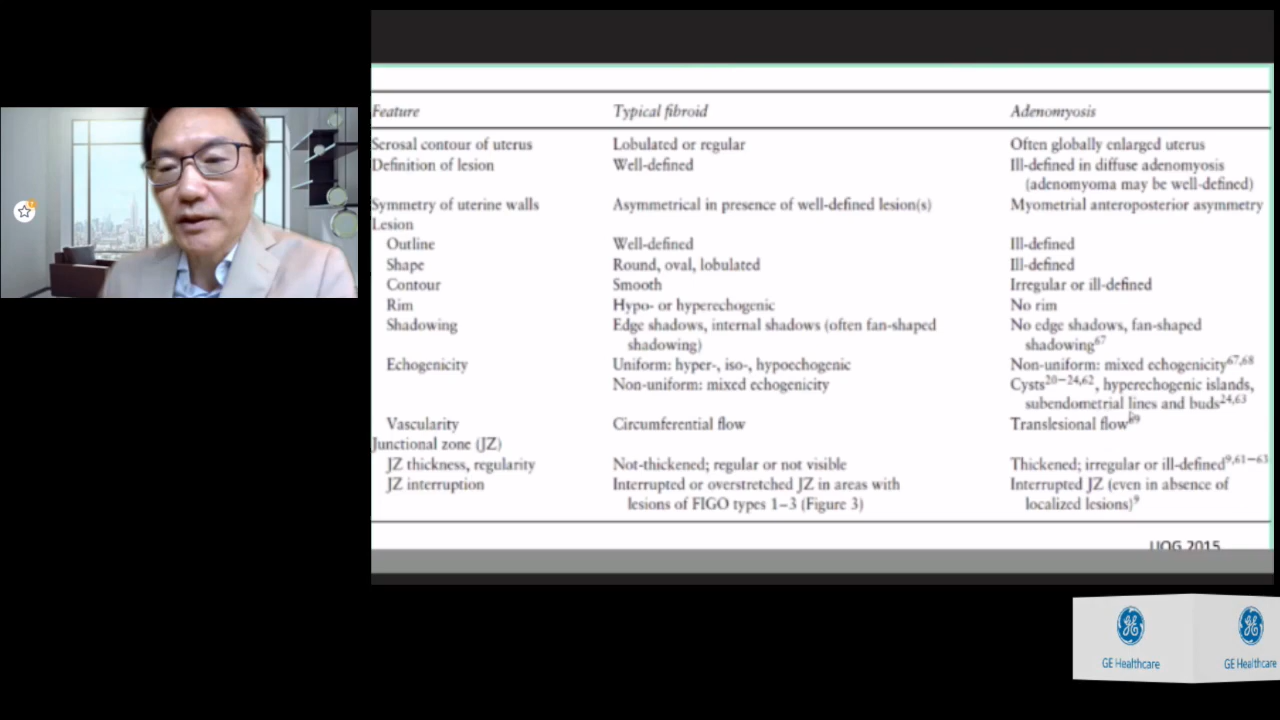 Feature Typical fibroid Adenomyosis
Serosal contour of uterus Lobulated or regular Often globally enlarged uterus
Definition of lesion Well-defined Ill-defined in diffuse adenomyosis
(adenomyoma may be well-defined)
Symmetry of uterine walls Asymmetrical in presence of well-defined lesion(s) Myometrial anteroposterior asymmetry
Lesion
Outline Well-defined Ill-defined
Shape Round, oval, lobulated Ill-defined
Contour Smooth Irregular or ill-defined
Rim Hypo- or hyperechogenic No rim
Shadowing Edge shadows, internal shadows (often fan-shaped No edge shadows, fan-shaped
shadowing) shadowing67
Echogenicity Uniform: hyper-, iso-, hypoechogenic Non-uniform: mixed echogenicity67,68
Non-uniform: mixed echogenicity Cysts20–24,62, hyperechogenic islands,
subendometrial lines and buds24,63
Vascularity Circumferential flow Translesional flow69
Junctional zone (JZ)
JZ thickness, regularity Not-thickened; regular or not visible Thickened; irregular or ill-defined9,61–63
JZ interruption Interrupted or overstretched JZ in areas with Interrupted JZ (even in absence of
lesions of FIGO types 1–3 (Figure 3) localized lesions)9
UOG 2015
GE Healthcare GE Healthcare